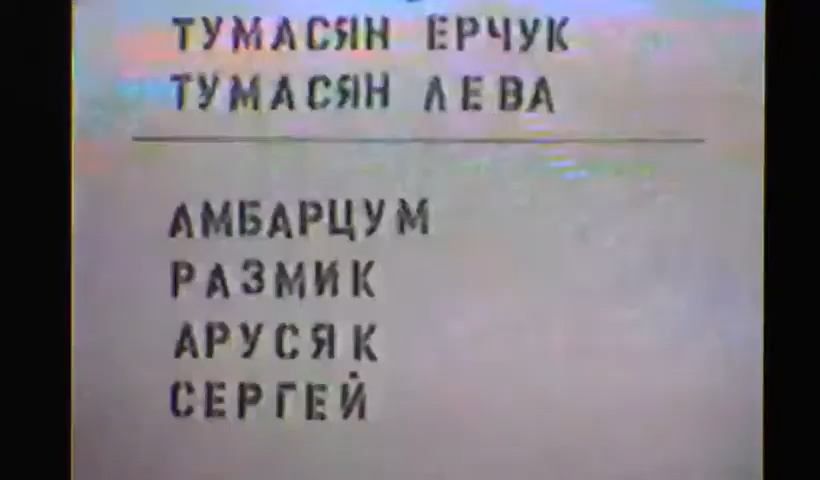 ТУМАСЯН ЕРЧУК
ТУМАСЯН ЛЕВА
АМБАРЦУМ
РАЗМИК
АРУСЯК
СЕРГЕЙ